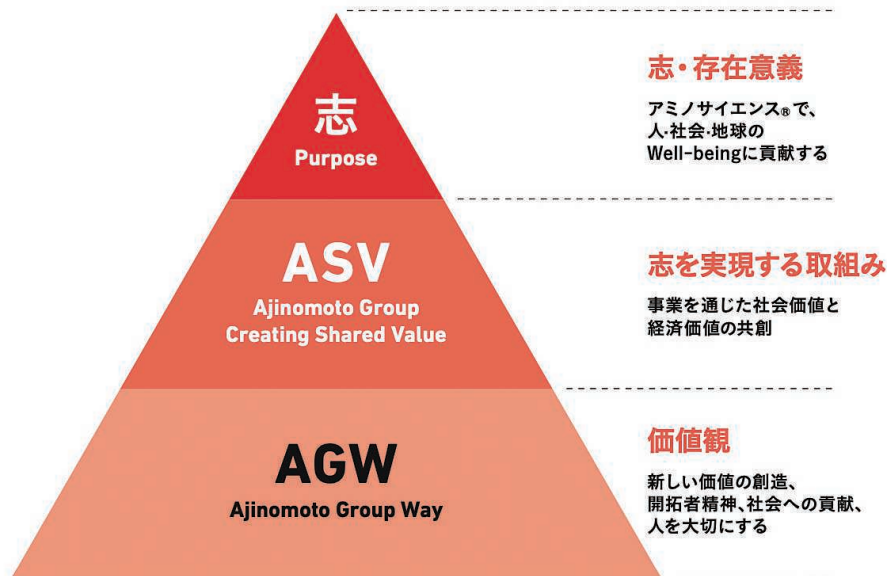 志
Purpose
志・存在意義
アミノサイエンス®で、
人・社会・地球の
Well-beingに貢献する
ASV
Ajinomoto Group
Creating Shared Value
志を実現する取組み
事業を通じた社会価値と
経済価値の共創
AGW
Ajinomoto Group Way
価値観
新しい価値の創造、
開拓者精神、社会への貢献、
人を大切にする